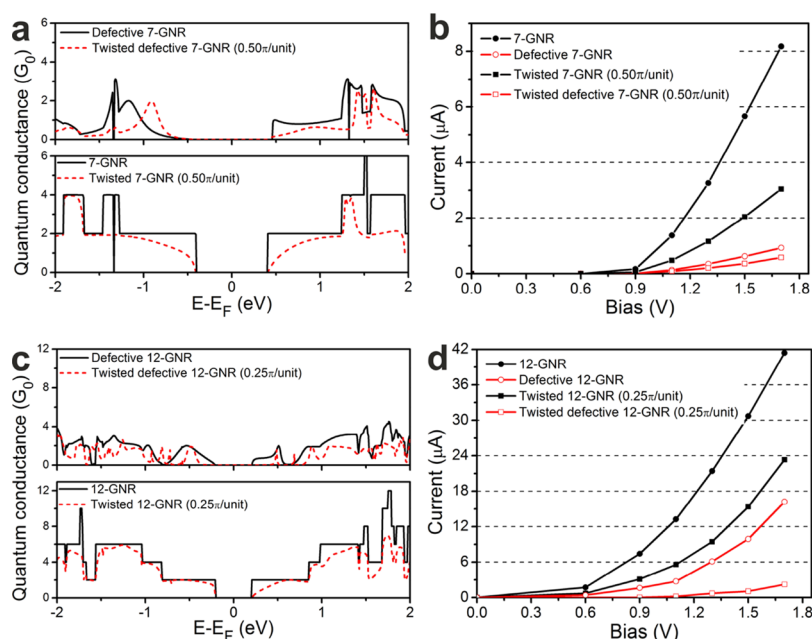 a
Quantum conductance (G0)
6
4
2
0
Defective 7-GNR
Twisted defective 7-GNR (0.50π/unit)
6
4
2
0
7-GNR
Twisted 7-GNR (0.50π/unit)
-2 -1 0 1 2
E-EF (eV)
b
Current (μA)
8
6
4
2
0
7-GNR
Defective 7-GNR
Twisted 7-GNR (0.50π/unit)
Twisted defective 7-GNR (0.50π/unit)
0.0 0.3 0.6 0.9 1.2 1.5 1.8
Bias (V)
c
Quantum conductance (G0)
12
8
4
0
Defective 12-GNR
Twisted defective 12-GNR (0.25π/unit)
12
8
4
0
12-GNR
Twisted 12-GNR (0.25π/unit)
-2 -1 0 1 2
E-EF (eV)
d
Current (μA)
42
36
30
24
18
12
6
0
12-GNR
Defective 12-GNR
Twisted 12-GNR (0.25π/unit)
Twisted defective 12-GNR (0.25π/unit)
0.0 0.3 0.6 0.9 1.2 1.5 1.8
Bias (V)